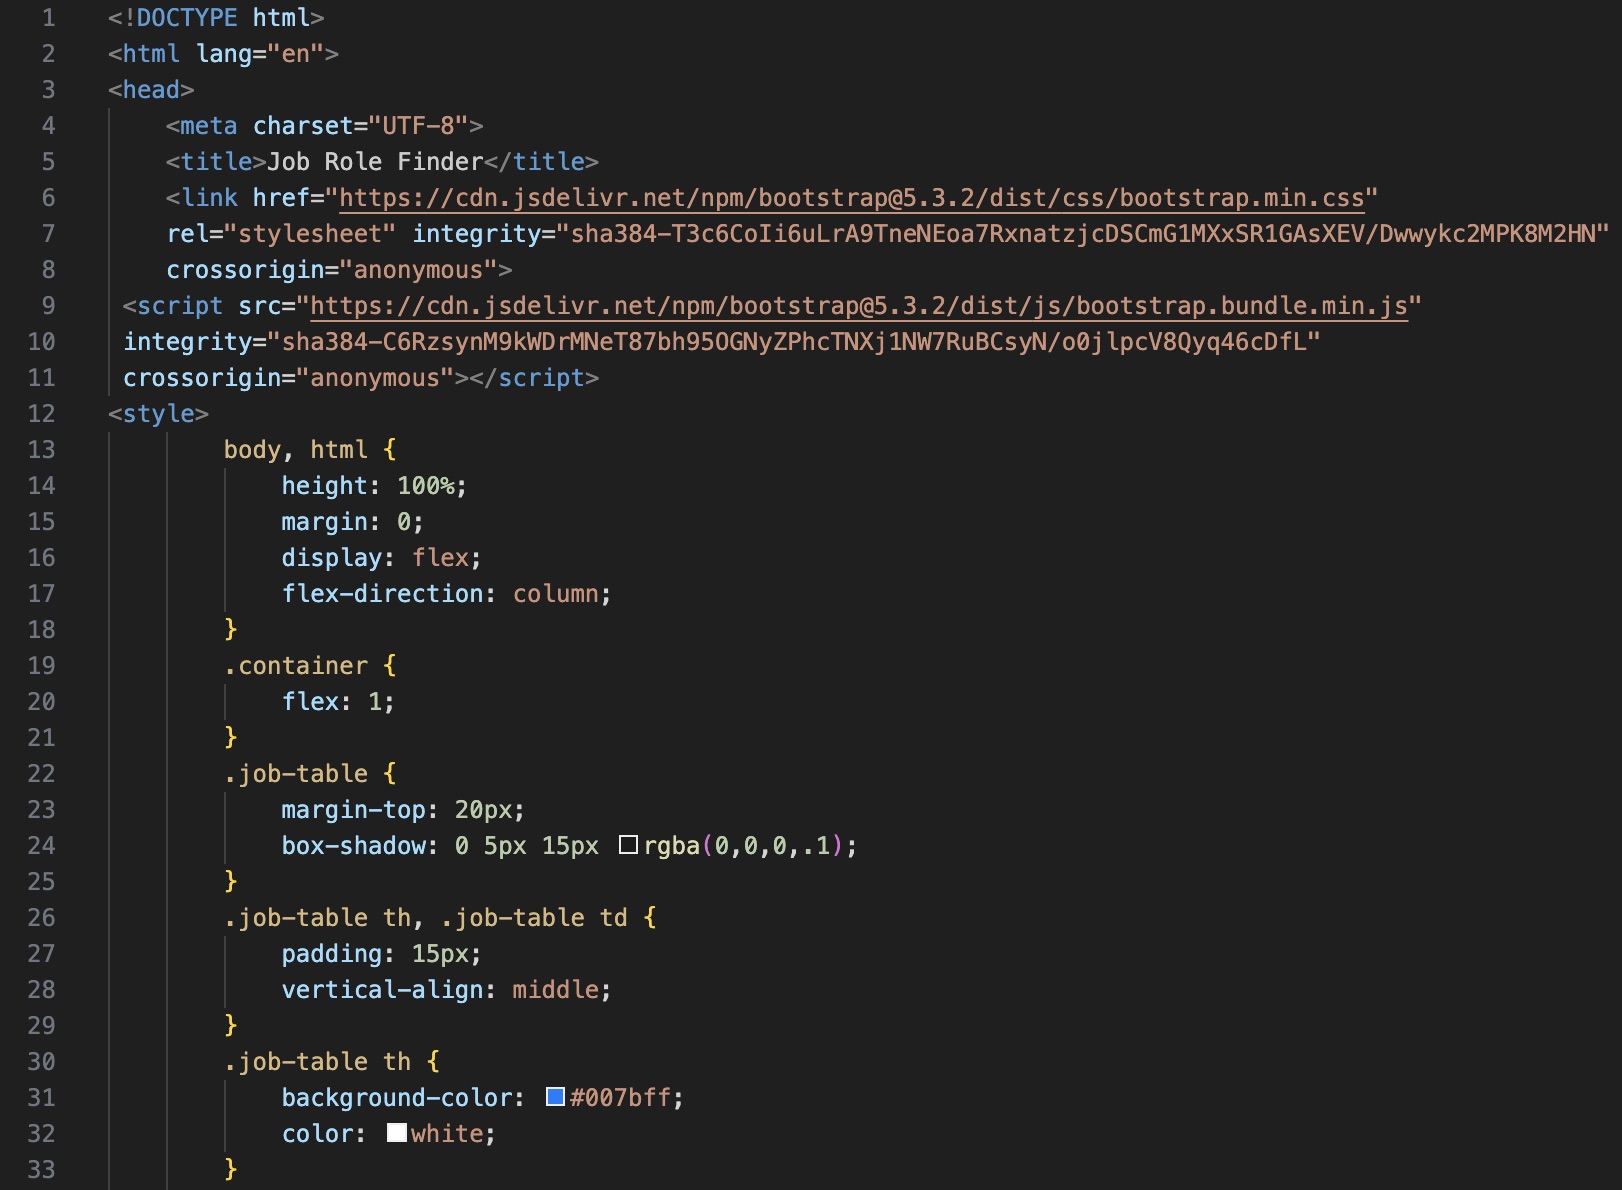 1 <!DOCTYPE html>
2 <html lang="en">
3 <head>
4 <meta charset="UTF-8">
5 <title>Job Role Finder</title>
6 <link href="https://cdn.jsdelivr.net/npm/bootstrap@5.3.2/dist/css/bootstrap.min.css"
7 rel="stylesheet" integrity="sha384-T3c6CoIi6uLrA9TneNEoa7RxnatzjcDSCmG1MXxSR1GAsXEV/Dwwykc2MPK8M2HN"
8 crossorigin="anonymous">
9 <script src="https://cdn.jsdelivr.net/npm/bootstrap@5.3.2/dist/js/bootstrap.bundle.min.js"
10 integrity="sha384-C6RzsynM9kWDrMNeT87bh95OGNyZPhcTNXj1NW7RuBCsyN/o0jlpcV8Qyq46cDfL"
11 crossorigin="anonymous"></script>
12 <style>
13 body, html {
14 height: 100%;
15 margin: 0;
16 display: flex;
17 flex-direction: column;
18 }
19 .container {
20 flex: 1;
21 }
22 .job-table {
23 margin-top: 20px;
24 box-shadow: 0 5px 15px rgba(0,0,0,.1);
25 }
26 .job-table th, .job-table td {
27 padding: 15px;
28 vertical-align: middle;
29 }
30 .job-table th {
31 background-color: #007bff;
32 color: white;
33 }